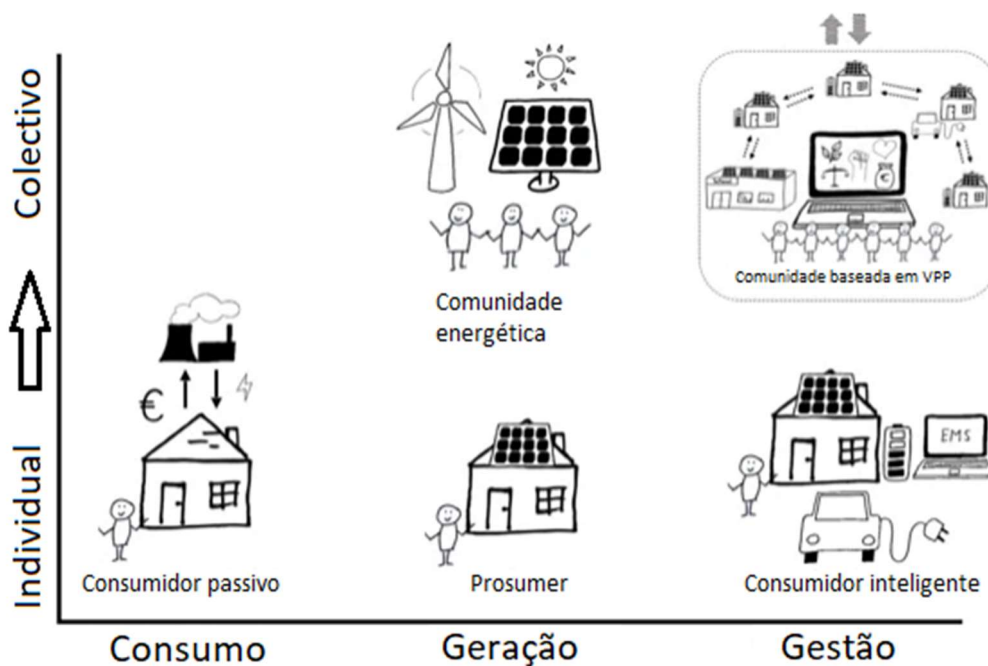 Colectivo
Individual
Comunidade baseada em VPP
Comunidade
energética
€
EMS
Consumidor passivo
Prosumer
Consumidor inteligente
Consumo
Geração
Gestão